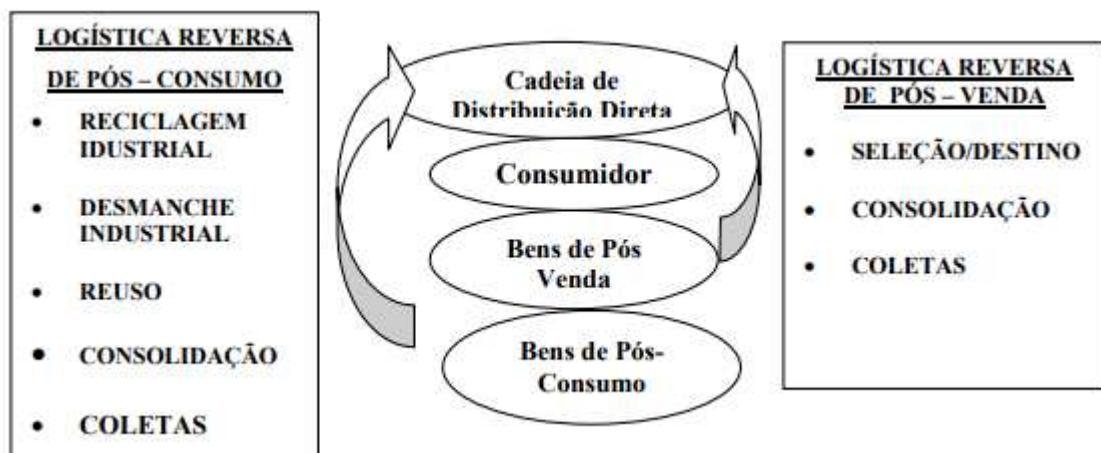 LOGÍSTICA REVERSA
DE PÓS – CONSUMO
• RECICLAGEM
IDUSTRIAL
• DESMANCHE
INDUSTRIAL
• REUSO
• CONSOLIDAÇÃO
• COLETAS
Cadeia de
Distribuição Direta
Consumidor
Bens de Pós
Venda
Bens de Pós-
Consumo
LOGÍSTICA REVERSA
DE PÓS – VENDA
• SELEÇÃO/DESTINO
• CONSOLIDAÇÃO
• COLETAS